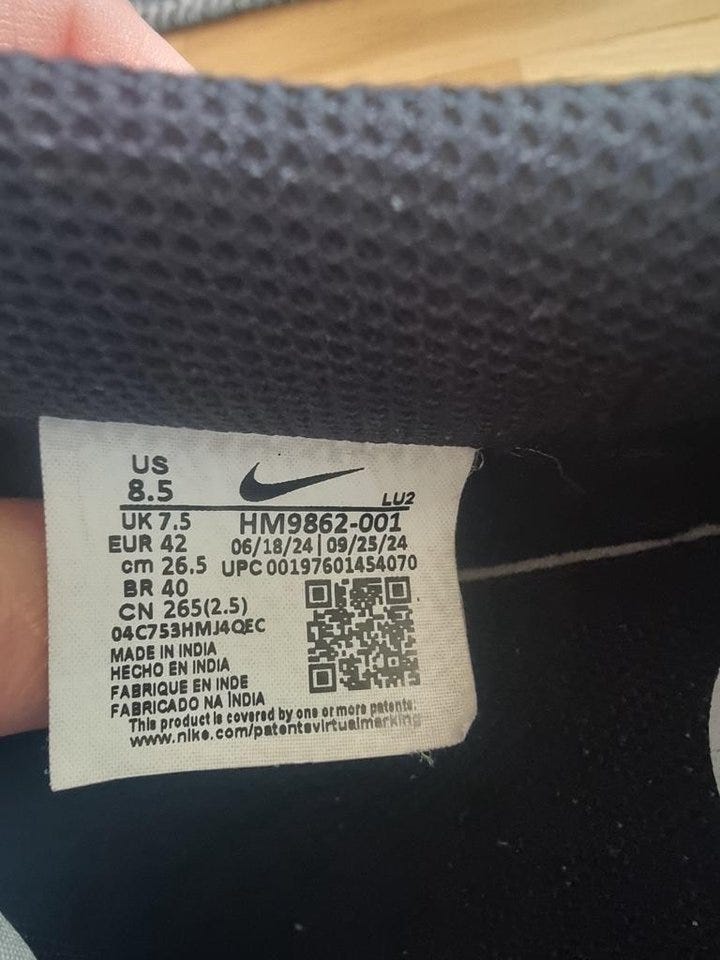 US
8.5
LU2
UK 7.5 HM9862-001
EUR 42 06/18/24 | 09/25/24
cm 26.5 UPC 00197601454070
BR 40
CN 265(2.5)
04C753HMJ4QEC
MADE IN INDIA
HECHO EN INDIA
FABRIQUE EN INDE
FABRICADO NA ÍNDIA
This product is covered by one or more patents:
www.nike.com/patentsvirtualmarking